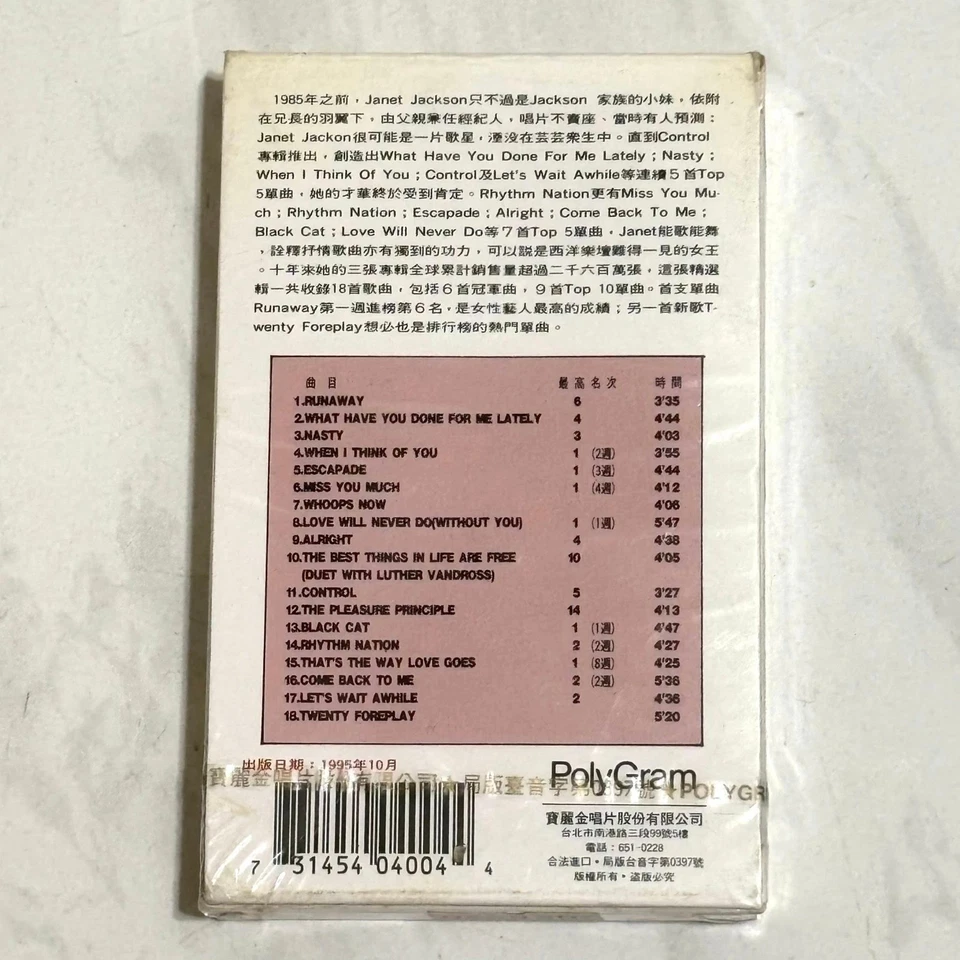 1985年之前，Janet Jackson只不過是Jackson 家族的小妹，依附
在兄長的羽翼下，由父親兼任經紀人，唱片不賣座、當時有人預測：
Janet Jackon很可能是一片歌星，湮沒在芸芸衆生中。直到Control
專輯推出，創造出What Have You Done For Me Lately；Nasty；
When I Think Of You；Control及Let's Wait Awhile等連續５首Top
5單曲，她的才華終於受到肯定。Rhythm Nation更有Miss You Mu-
ch；Rhythm Nation；Escapade；Alright；Come Back To Me；
Black Cat；Love Will Never Do等７首Top 5單曲，Janet能歌能舞
，詮釋抒情歌曲亦有獨到的功力，可以説是西洋樂壇難得一見的女王
。十年來她的三張專輯全球累計銷售量超過二千六百萬張，這張精選
輯一共收錄18首歌曲，包括６首冠軍曲，９首Top 10單曲。首支單曲
Runaway第一週進榜第６名，是女性藝人最高的成績；另一首新歌T-
wenty Foreplay想必也是排行榜的熱門單曲。
曲目 最高名次 時間
1.RUNAWAY 6 3'35
2.WHAT HAVE YOU DONE FOR ME LATELY 4 4'44
3.NASTY 3 4'03
4.WHEN I THINK OF YOU 1 (2週) 3'55
5.ESCAPADE 1 (3週) 4'44
6.MISS YOU MUCH 1 (4週) 4'12
7.WHOOPS NOW 4'06
8.LOVE WILL NEVER DO(WITHOUT YOU) 1 (1週) 5'47
9.ALRIGHT 4 4'38
10.THE BEST THINGS IN LIFE ARE FREE 10 4'05
(DUET WITH LUTHER VANDROSS)
11.CONTROL 5 3'27
12.THE PLEASURE PRINCIPLE 14 4'13
13.BLACK CAT 1 (1週) 4'47
14.RHYTHM NATION 2 (2週) 4'27
15.THAT'S THE WAY LOVE GOES 1 (8週) 4'25
16.COME BACK TO ME 2 (2週) 5'36
17.LET'S WAIT AWHILE 2 4'36
18.TWENTY FOREPLAY 5'20
出版日期：1995年10月
PolyGram
寶麗金唱片股份有限公司 局版臺音字第0397號 POLYGR
寶麗金唱片股份有限公司
台北市南港路三段99號5樓
電話：651-0228
合法進口・局版台音字第0397號
版權所有・盜版必究
7 31454 04004 4